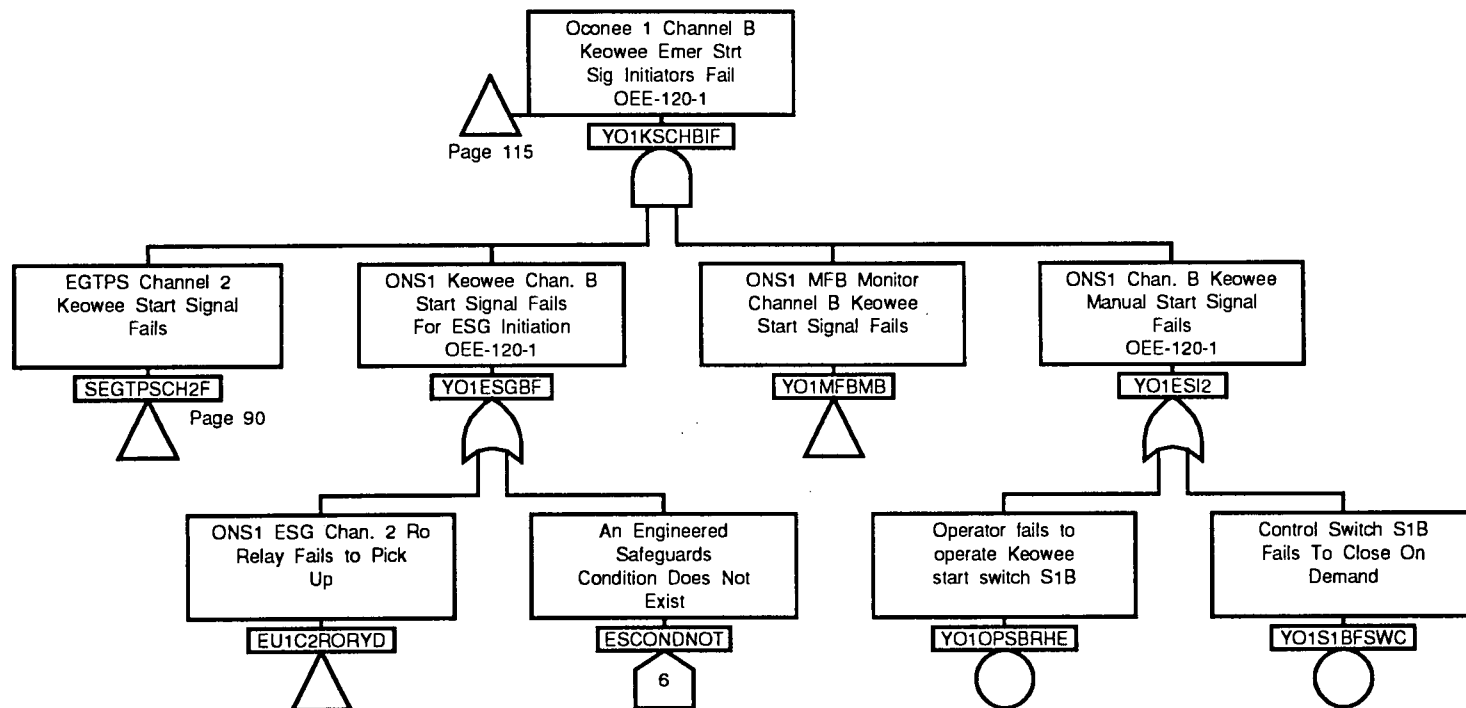 Oconee 1 Channel B
Keowee Emer Strt
Sig Initiators Fail
OEE-120-1
Page 115
YO1KSCHBIF
EGTPS Channel 2
Keowee Start Signal
Fails
SEGTPSCH2F
Page 90
ONS1 Keowee Chan. B
Start Signal Fails
For ESG Initiation
OEE-120-1
YO1ESGBF
ONS1 MFB Monitor
Channel B Keowee
Start Signal Fails
YO1MFBMB
ONS1 Chan. B Keowee
Manual Start Signal
Fails
OEE-120-1
YO1ESI2
ONS1 ESG Chan. 2 Ro
Relay Fails to Pick
Up
EU1C2RORYD
An Engineered
Safeguards
Condition Does Not
Exist
ESCONDNOT
6
Operator fails to
operate Keowee
start switch S1B
YO1OPSBRHE
Control Switch S1B
Fails To Close On
Demand
YO1S1BFSWC